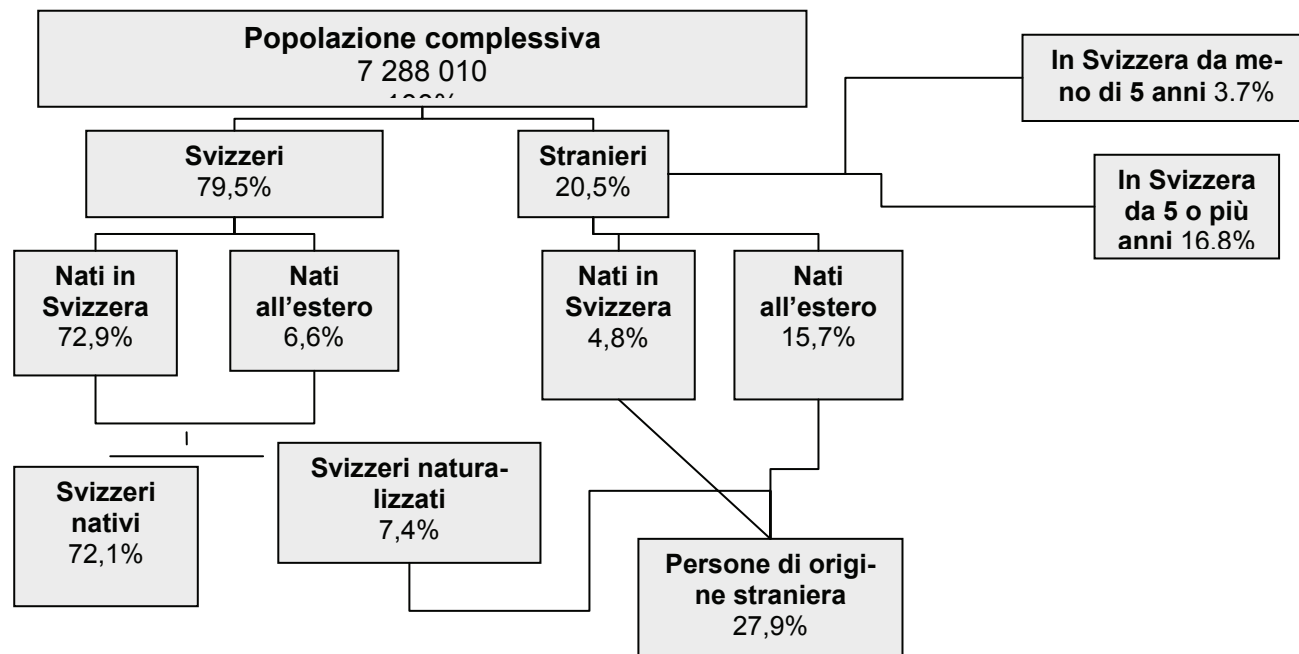 Popolazione complessiva
7 288 010
In Svizzera da me-
no di 5 anni 3.7%
Svizzeri
79,5%
Stranieri
20,5%
In Svizzera
da 5 o più
anni 16.8%
Nati in
Svizzera
72,9%
Nati
all’estero
6,6%
Nati in
Svizzera
4,8%
Nati
all’estero
15,7%
Svizzeri
nativi
72,1%
Svizzeri natura-
lizzati
7,4%
Persone di origi-
ne straniera
27,9%